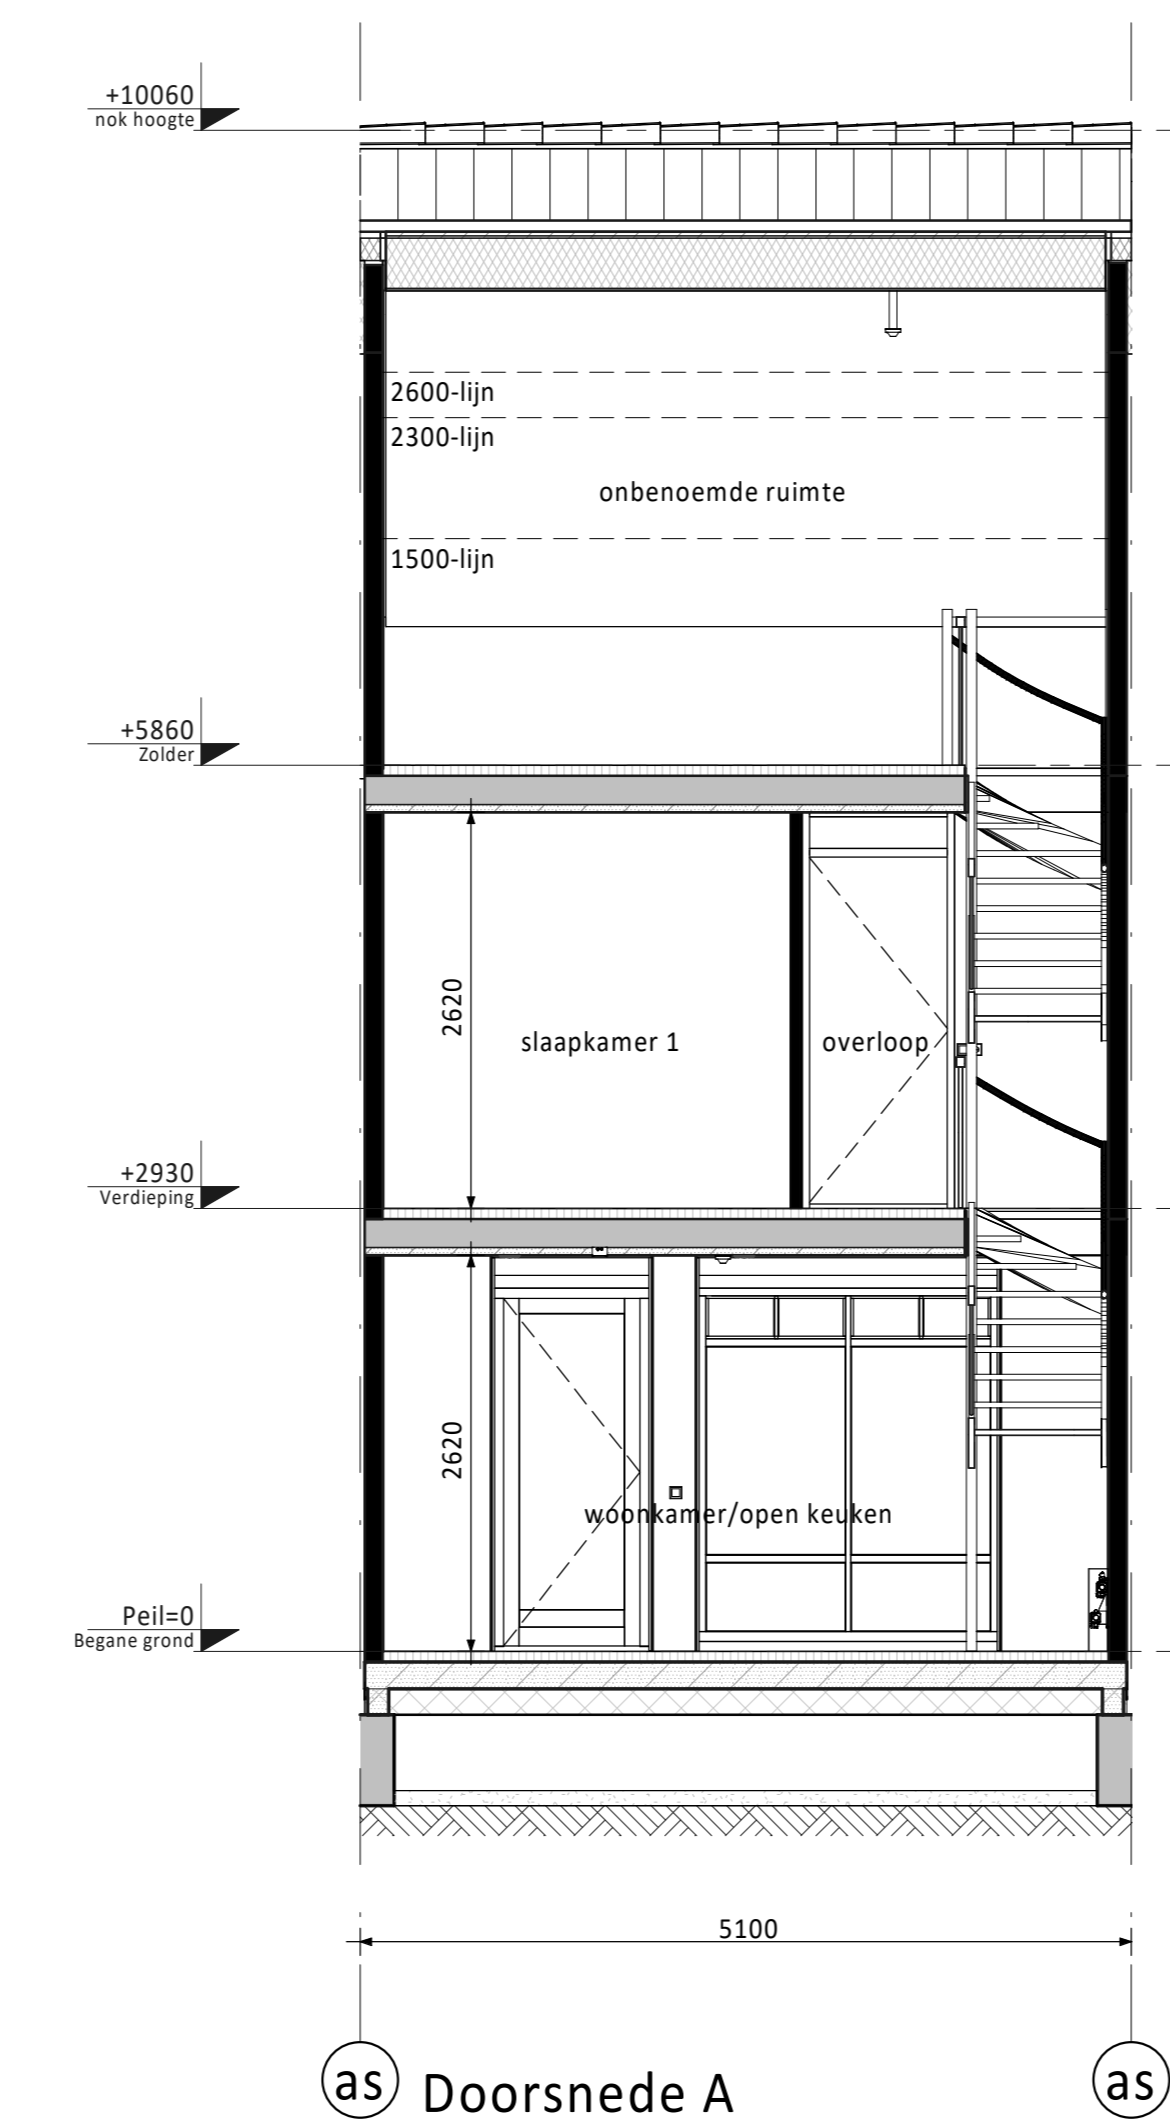 +10060
nok hoogte
2600-lijn
2300-lijn
onbenoemde ruimte
1500-lijn
+5860
Zolder
2620
slaapkamer 1
overloop
+2930
Verdieping
2620
woonkamer/open keuken
Peil=0
Begane grond
5100
as
Doorsnede A
as